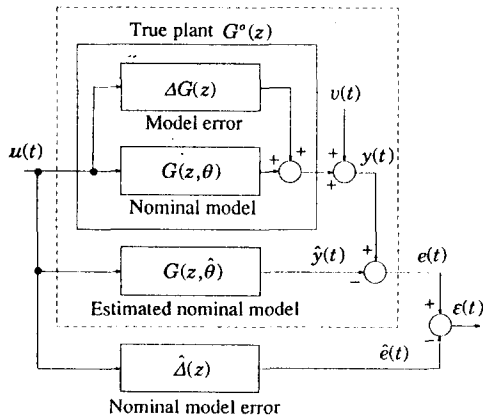 True plant G°(z)
ΔG(z)
Model error
υ(t)
u(t)
+
+
+
y(t)
G(z,θ)
+
Nominal model
G(z,θ̂)
ŷ(t)
+
−
e(t)
Estimated nominal model
+
ε(t)
−
Δ̂(z)
ê(t)
Nominal model error